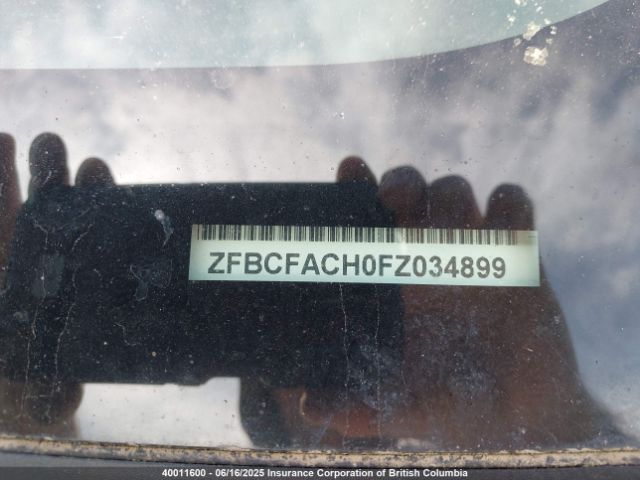 ZFBCFACH0FZ034899
40011600 - 06/16/2025 Insurance Corporation of British Columbia